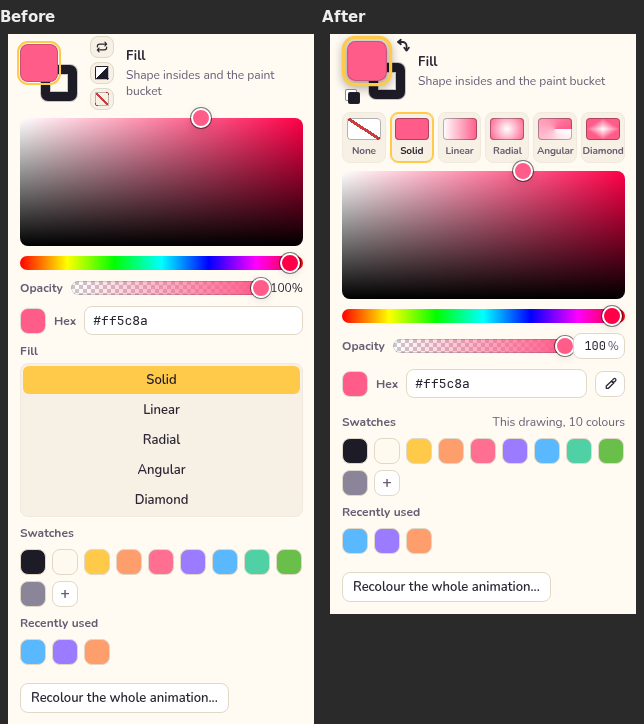 Before
Fill
Shape insides and the paint
bucket
Opacity
100%
Hex
#ff5c8a
Fill
Solid
Linear
Radial
Angular
Diamond
Swatches
+
Recently used
Recolour the whole animation...
After
Fill
Shape insides and the paint bucket
None
Solid
Linear
Radial
Angular
Diamond
Opacity
100 %
Hex
#ff5c8a
Swatches
This drawing, 10 colours
+
Recently used
Recolour the whole animation...